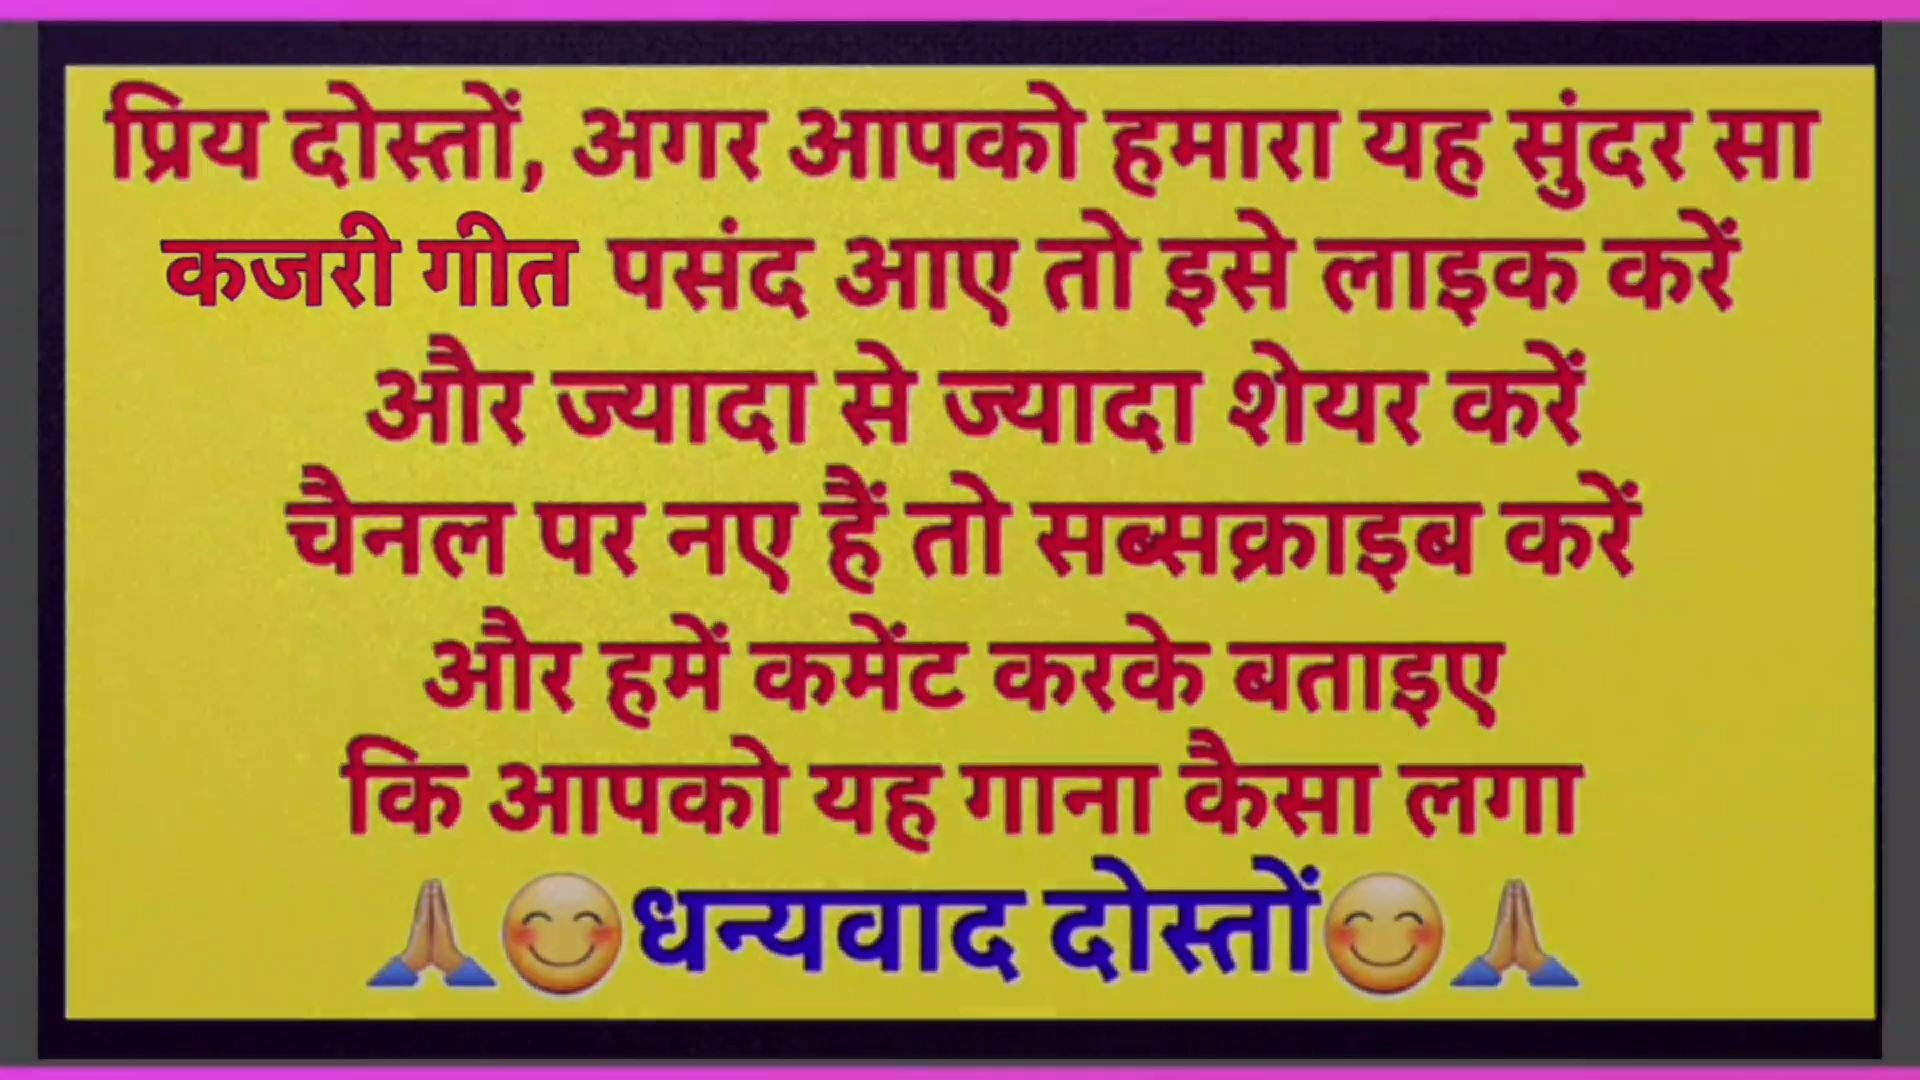 प्रिय दोस्तों, अगर आपको हमारा यह सुंदर सा
कजरी गीत पसंद आए तो इसे लाइक करें
और ज्यादा से ज्यादा शेयर करें
चैनल पर नए हैं तो सब्सक्राइब करें
और हमें कमेंट करके बताइए
कि आपको यह गाना कैसा लगा
🙏😊धन्यवाद दोस्तों😊🙏